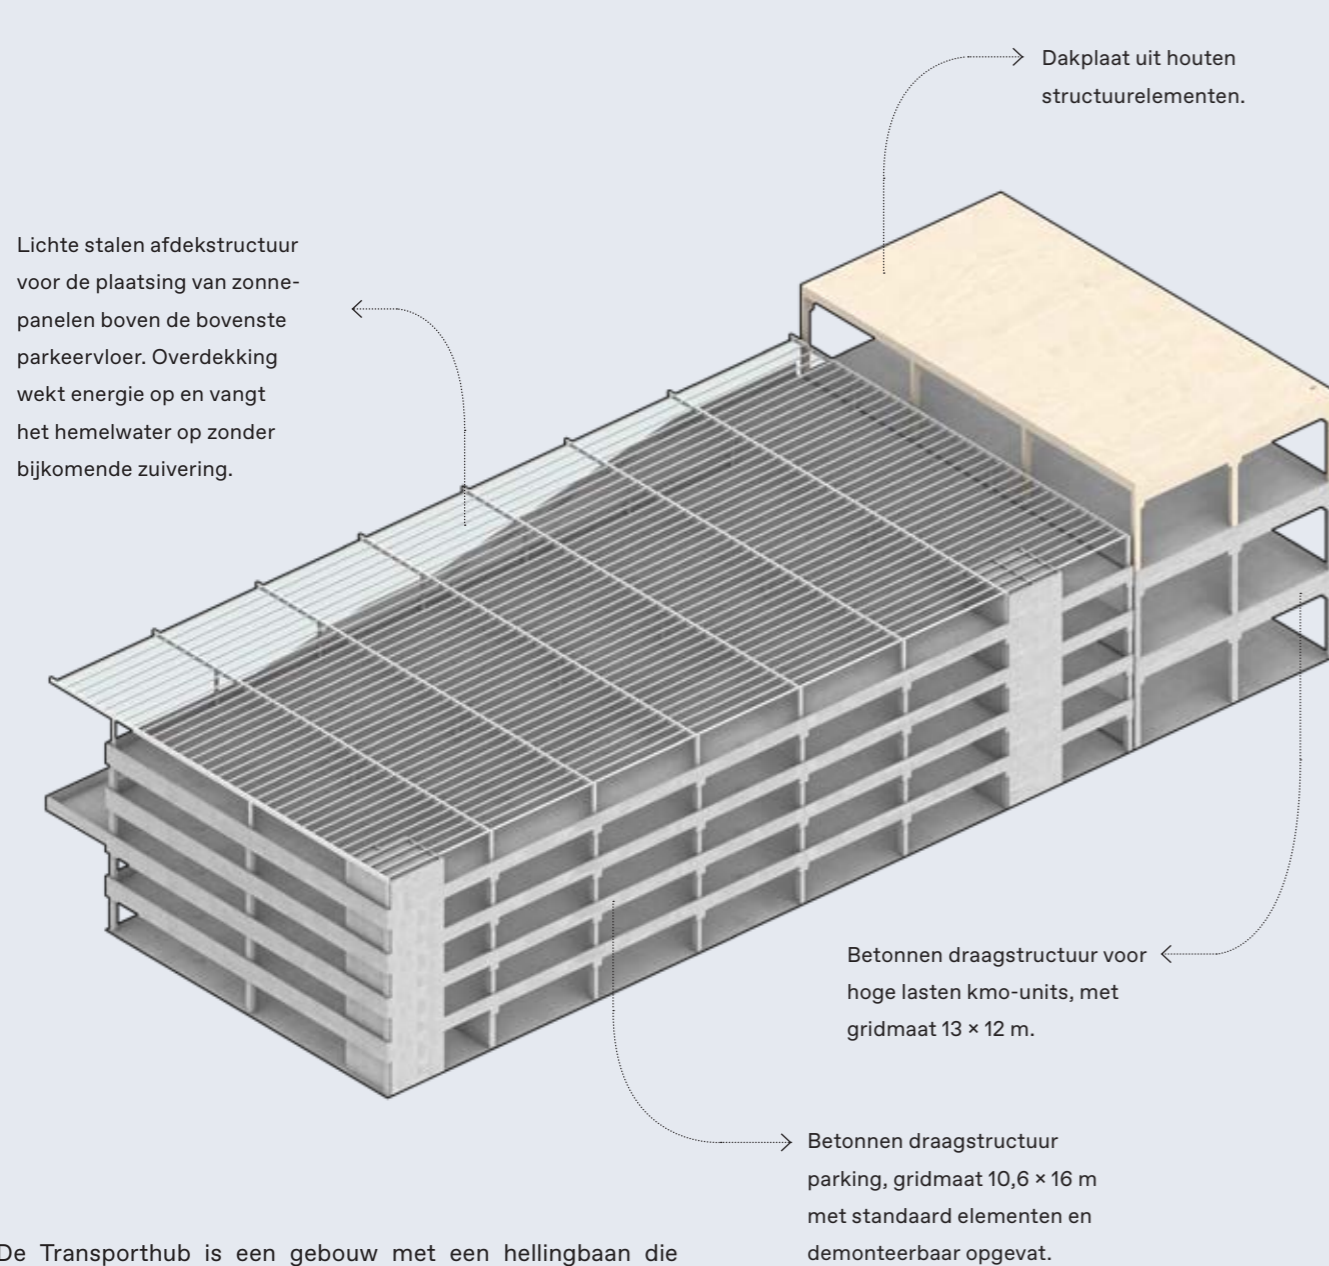 Dakplaat uit houten
structuurelementen.
Lichte stalen afdekstructuur
voor de plaatsing van zonne-
panelen boven de bovenste
parkeervloer. Overdekking
wekt energie op en vangt
het hemelwater op zonder
bijkomende zuivering.
Betonnen draagstructuur voor
hoge lasten kmo-units, met
gridmaat 13 × 12 m.
Betonnen draagstructuur
parking, gridmaat 10,6 × 16 m
met standaard elementen en
demonteerbaar opgevat.
De Transporthub is een gebouw met een hellingbaan die